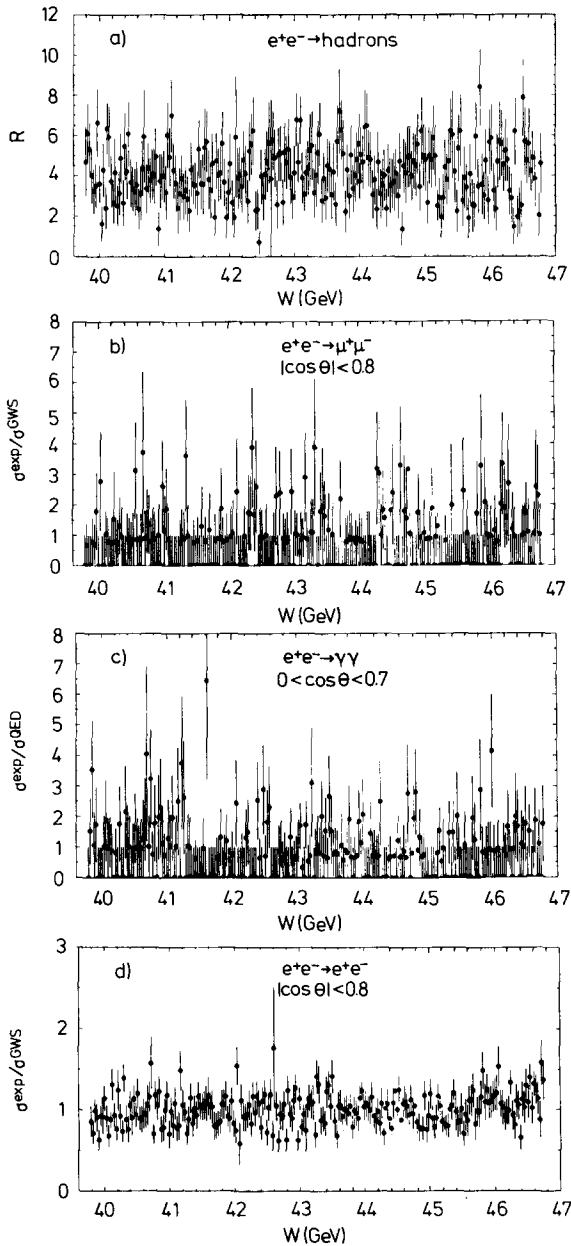 12
a)
e⁺e⁻→hadrons
10
8
R
6
4
2
0
40 41 42 43 44 45 46 47
W (GeV)
8
b)
e⁺e⁻→μ⁺μ⁻
7
|cos θ| < 0.8
6
5
σexp/σGWS
4
3
2
1
0
40 41 42 43 44 45 46 47
W (GeV)
8
c)
e⁺e⁻→γγ
7
0 < cos θ < 0.7
6
5
σexp/σQED
4
3
2
1
0
40 41 42 43 44 45 46 47
W (GeV)
3
d)
e⁺e⁻→e⁺e⁻
|cos θ| < 0.8
2
σexp/σGWS
1
0
40 41 42 43 44 45 46 47
W (GeV)